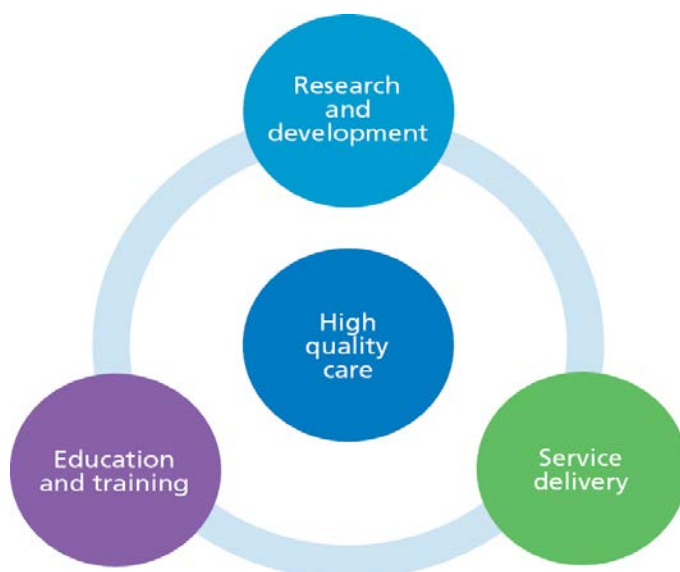 Research
and
development
High
quality
care
Education
and training
Service
delivery